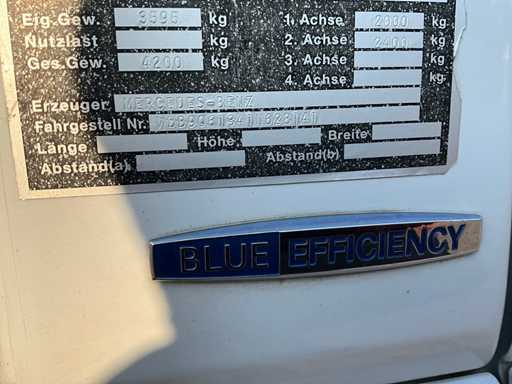 Eig.Gew. 3595 kg 1. Achse 2000 kg
Nutzlast kg 2. Achse 2400 kg
Ges.Gew. 4200 kg 3. Achse kg
4. Achse kg
Erzeuger MERCEDES-BENZ
Fahrgestell Nr.
Länge Höhe Breite
Abstand(a) Abstand(b)
BLUE EFFICIENCY